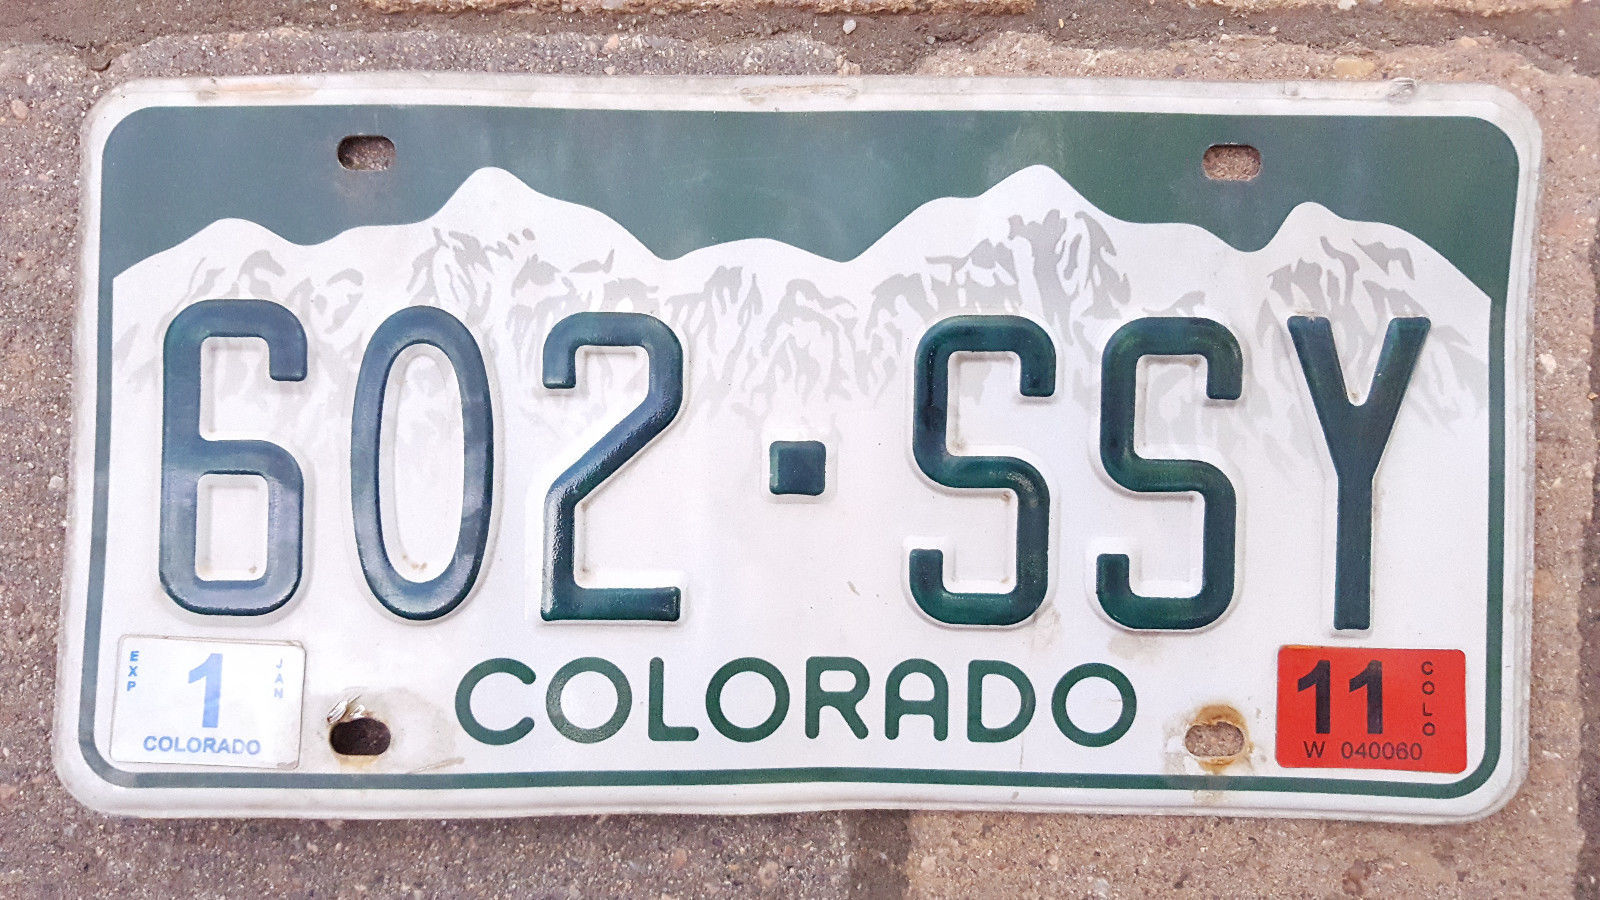 602·SSY
EXP
1
JAN
COLORADO
COLORADO
11
COLO
W 040060